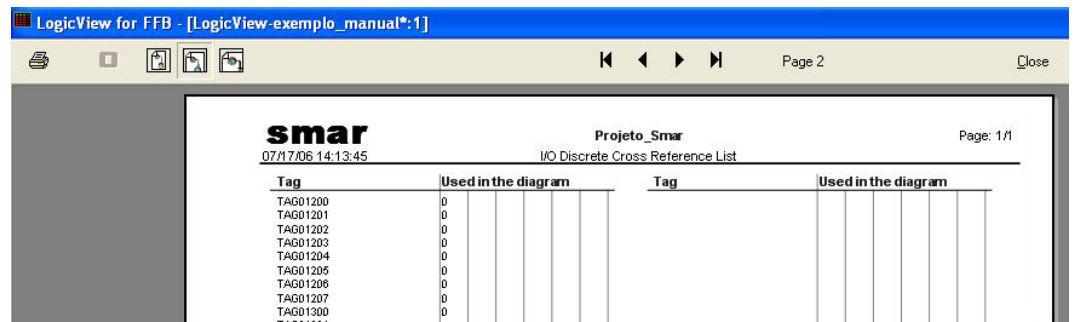 LogicView for FFB - [LogicView-exemplo_manual*:1]
Page 2 Close
smar Projeto_Smar Page: 1/1
07/17/06 14:13:45 I/O Discrete Cross Reference List
Tag Used in the diagram Tag Used in the diagram
TAG01200 0
TAG01201 0
TAG01202 0
TAG01203 0
TAG01204 0
TAG01205 0
TAG01206 0
TAG01207 0
TAG01300 0